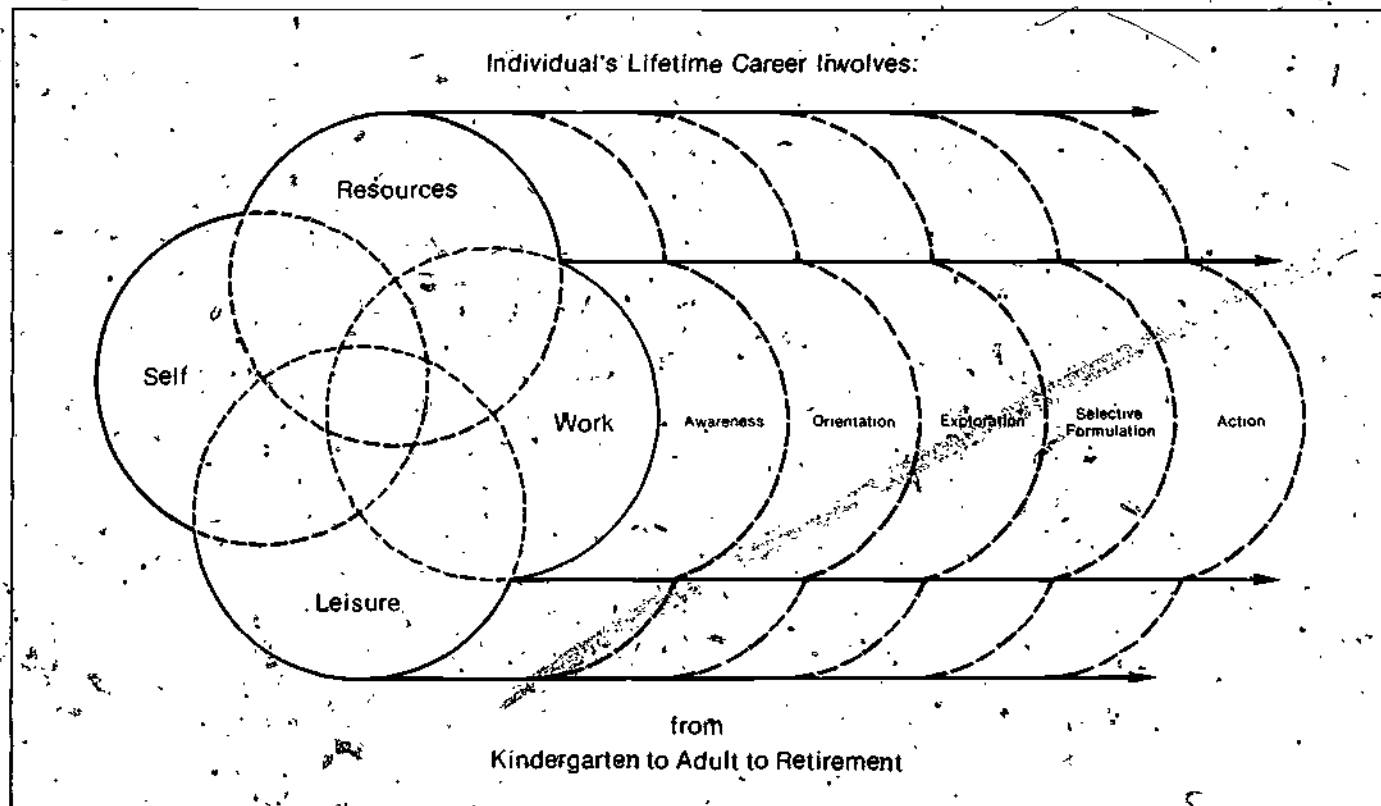 Individual's Lifetime Career Involves:
Resources
Self
Work
Awareness
Orientation
Exploration
Selective
Formulation
Action
Leisure
from
Kindergarten to Adult to Retirement